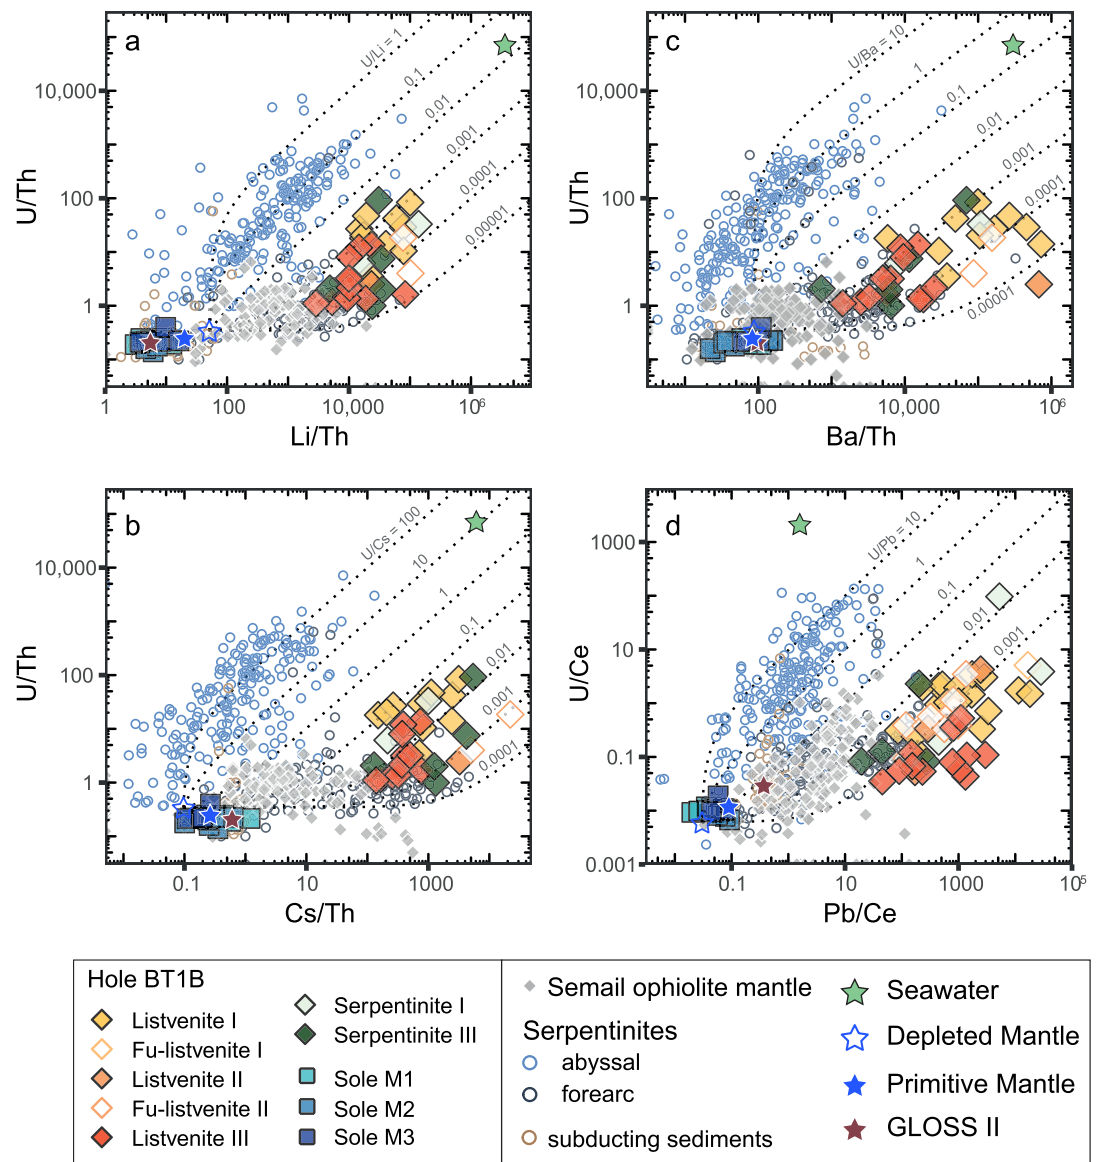 a
U/Li = 1
0.1
0.01
0.001
0.0001
0.00001
10,000
100
1
U/Th
1
100
10,000
10⁶
Li/Th
c
U/Ba = 10
1
0.1
0.01
0.001
0.0001
0.00001
10,000
100
1
U/Th
100
10,000
10⁶
Ba/Th
b
U/Cs = 100
10
1
0.1
0.01
0.001
0.0001
10,000
100
1
U/Th
0.1
10
1000
Cs/Th
d
U/Pb = 10
1
0.1
0.01
0.001
1000
10
0.1
0.001
U/Ce
0.1
10
1000
10⁵
Pb/Ce
Hole BT1B
Listvenite I
Fu-listvenite I
Listvenite II
Fu-listvenite II
Listvenite III
Serpentinite I
Serpentinite III
Sole M1
Sole M2
Sole M3
Semail ophiolite mantle
Serpentinites
abyssal
forearc
subducting sediments
Seawater
Depleted Mantle
Primitive Mantle
GLOSS II